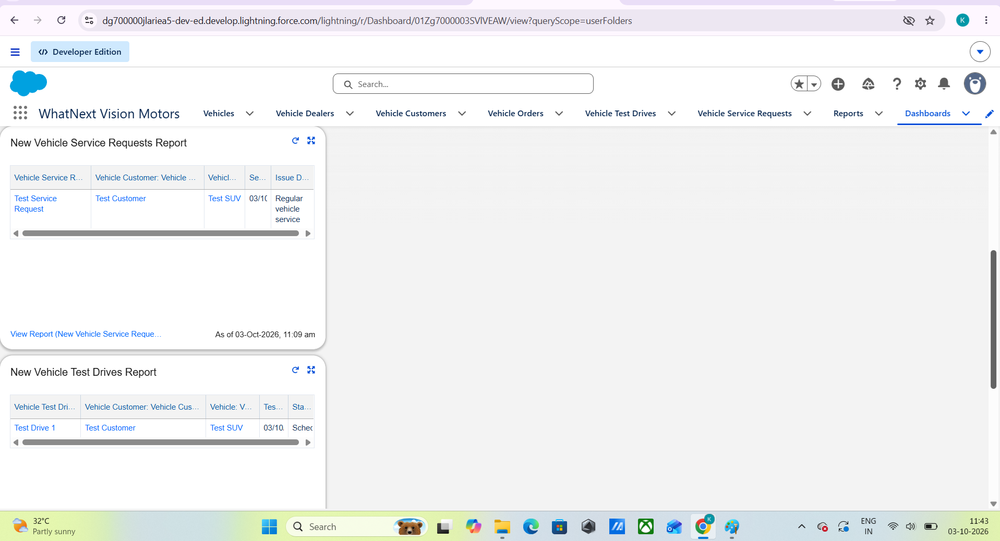 dg700000jlariea5-dev-ed.develop.lightning.force.com/lightning/r/Dashboard/01Zg7000003SVlVEAW/view?queryScope=userFolders
K
Developer Edition
Search...
WhatNext Vision Motors
Vehicles
Vehicle Dealers
Vehicle Customers
Vehicle Orders
Vehicle Test Drives
Vehicle Service Requests
Reports
Dashboards
New Vehicle Service Requests Report
Vehicle Service R... Vehicle Customer: Vehicle ... Vehicl... Se... Issue D...
Test Service Request
Test Customer
Test SUV
03/10
Regular vehicle service
View Report (New Vehicle Service Reque...
As of 03-Oct-2026, 11:09 am
New Vehicle Test Drives Report
Vehicle Test Dri... Vehicle Customer: Vehicle Cus... Vehicle: V... Tes... Sta...
Test Drive 1 Test Customer Test SUV 03/10. Sched
32°C
Partly sunny
Search
K
ENG
IN
11:43
03-10-2026